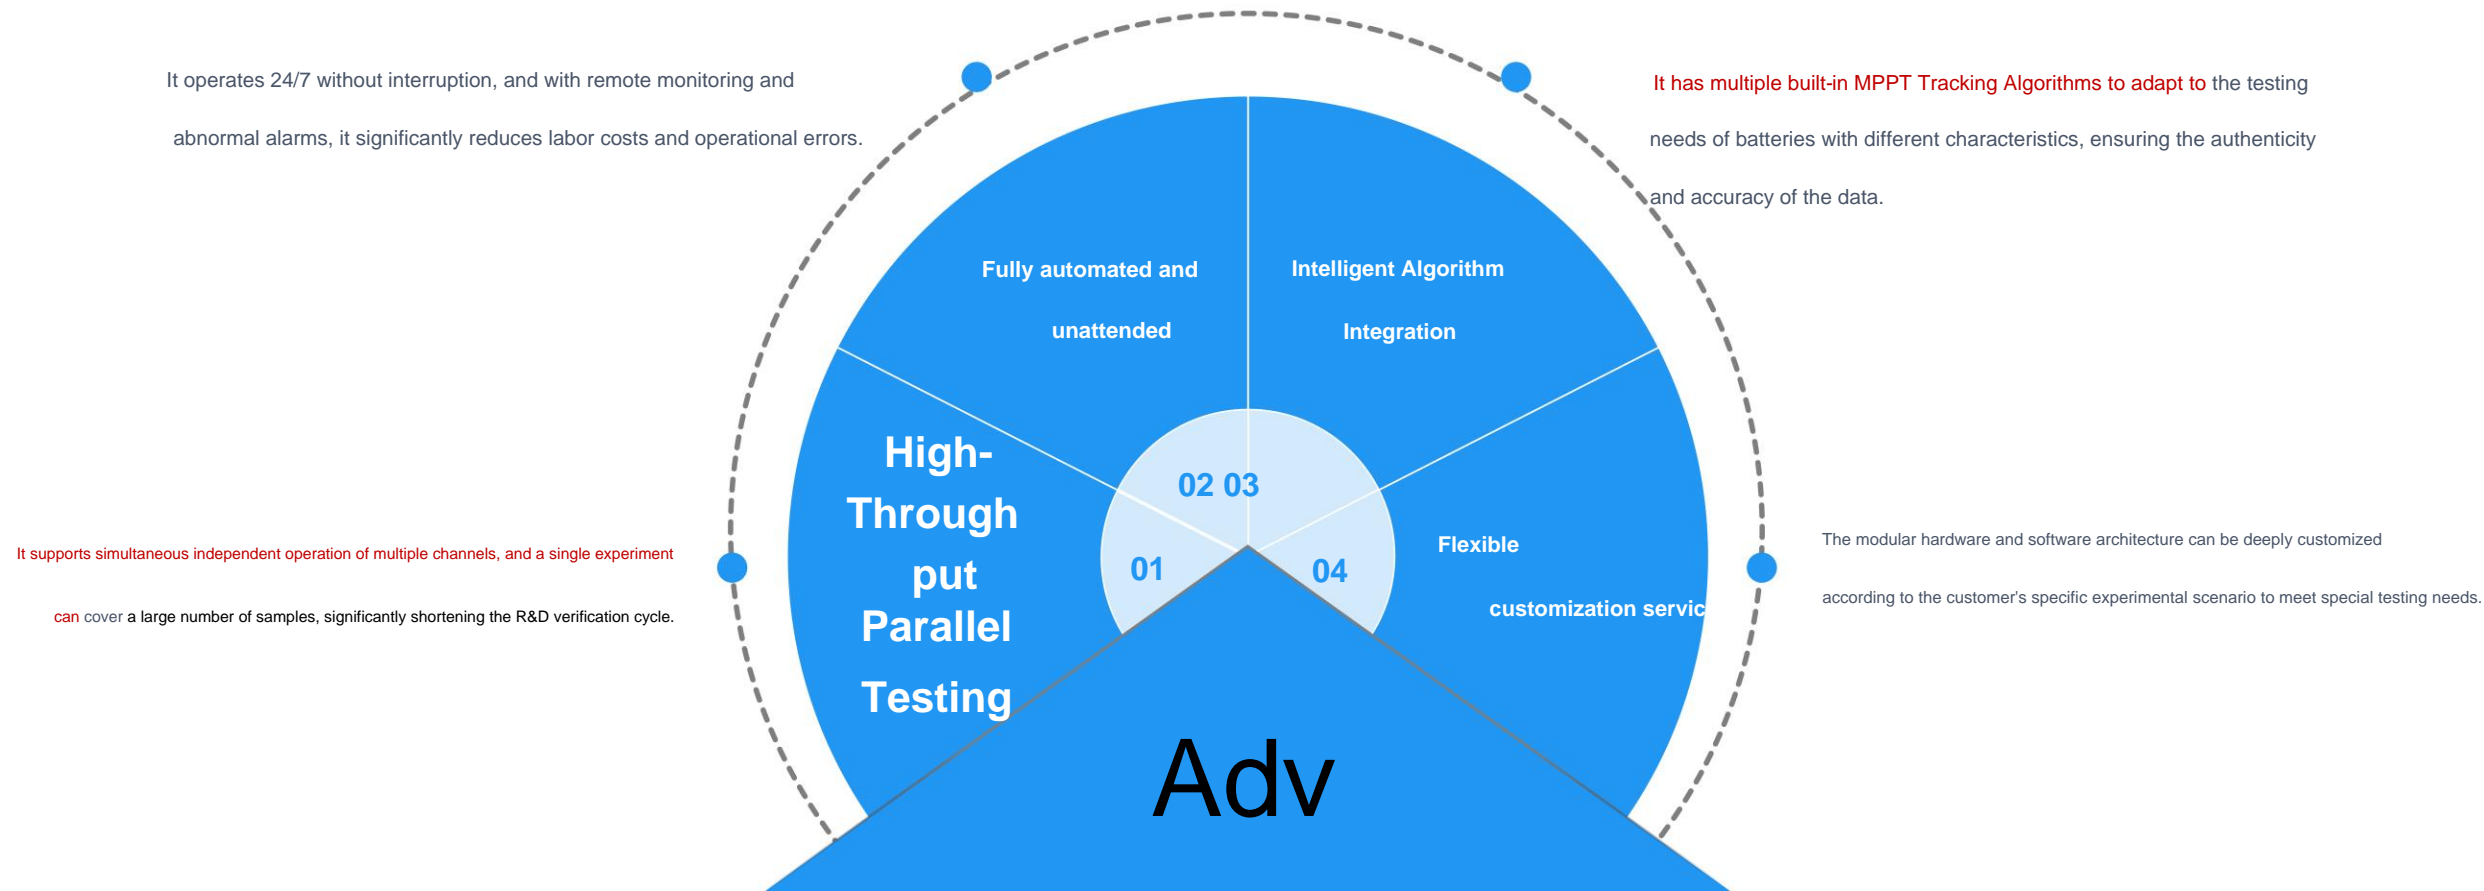 It operates 24/7 without interruption, and with remote monitoring and
abnormal alarms, it significantly reduces labor costs and operational errors.
It has multiple built-in MPPT Tracking Algorithms to adapt to the testing
needs of batteries with different characteristics, ensuring the authenticity
and accuracy of the data.
Fully automated and
unattended
Intelligent Algorithm
Integration
High-
Through
put
Parallel
Testing
02 03
01
04
Flexible
customization servic
It supports simultaneous independent operation of multiple channels, and a single experiment
can cover a large number of samples, significantly shortening the R&D verification cycle.
The modular hardware and software architecture can be deeply customized
according to the customer's specific experimental scenario to meet special testing needs.
Adv